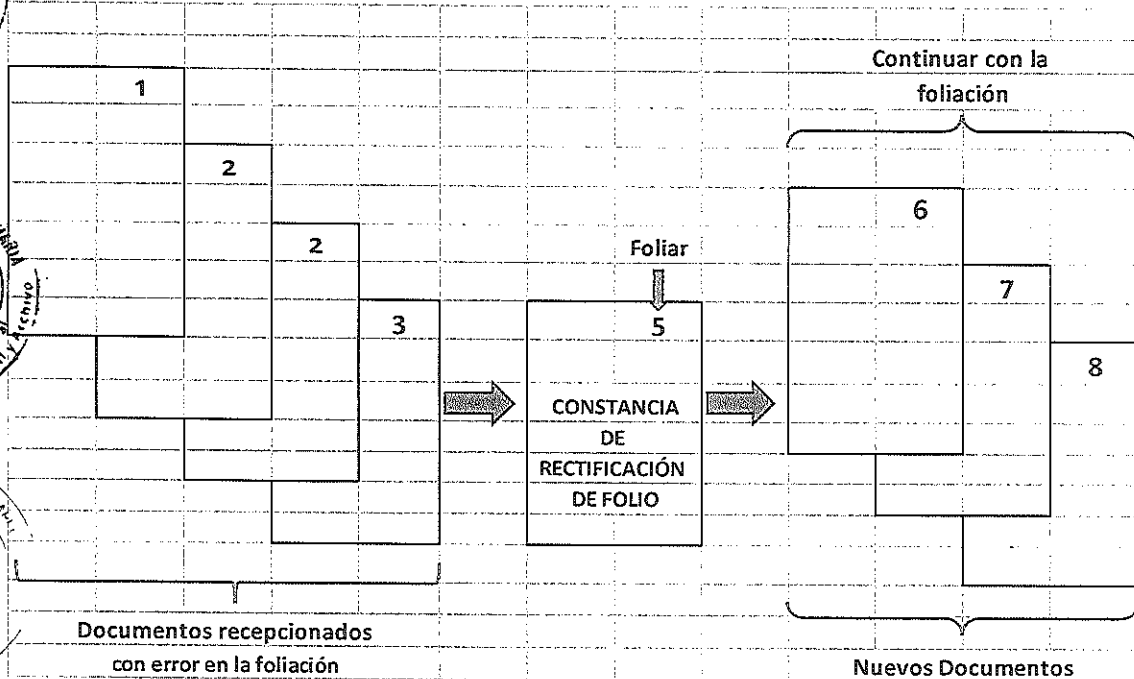 1
2
2
3
Documentos recepcionados
con error en la foliación
Foliar
5
CONSTANCIA
DE
RECTIFICACIÓN
DE FOLIO
Continuar con la
foliación
6
7
8
Nuevos Documentos
y Archivo